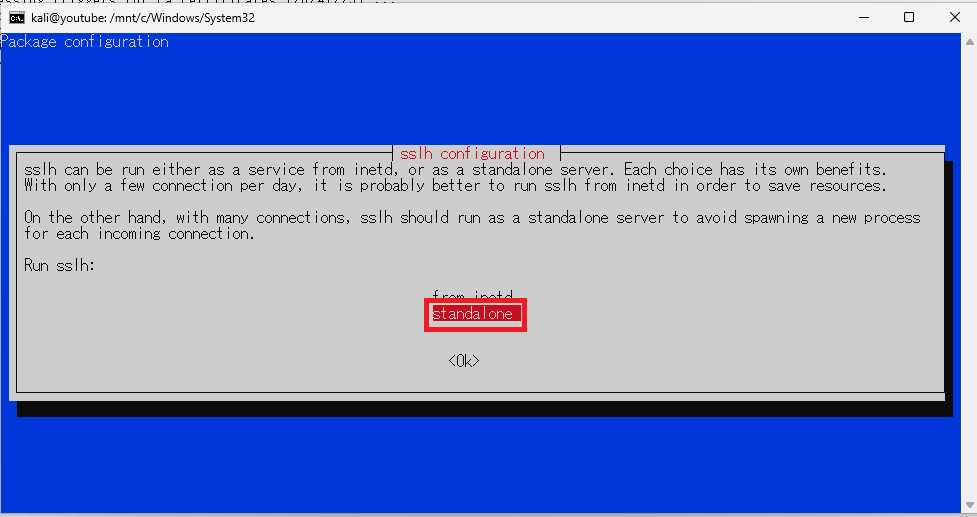 kali@youtube: /mnt/c/Windows/System32
Package configuration
sslh configuration
sslh can be run either as a service from inetd, or as a standalone server. Each choice has its own benefits.
With only a few connection per day, it is probably better to run sslh from inetd in order to save resources.
On the other hand, with many connections, sslh should run as a standalone server to avoid spawning a new process
for each incoming connection.
Run sslh:
from inetd
standalone
<Ok>